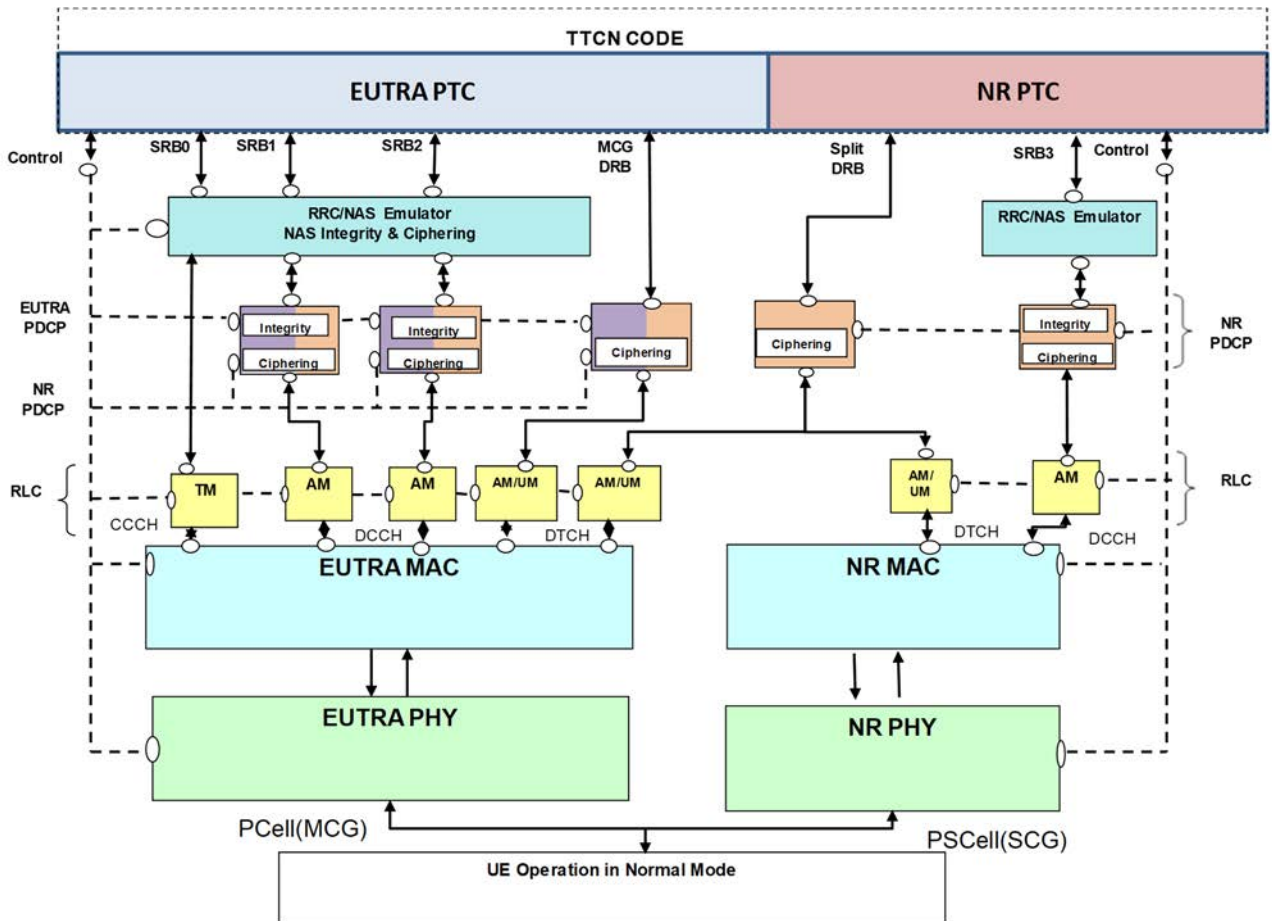 TTCN CODE
EUTRA PTC
NR PTC
Control
SRB0
SRB1
SRB2
MCG
DRB
Split
DRB
SRB3
Control
RRC/NAS Emulator
NAS Integrity & Ciphering
RRC/NAS Emulator
EUTRA
PDCP
Integrity
Ciphering
Integrity
Ciphering
Ciphering
Ciphering
Integrity
Ciphering
NR
PDCP
NR
PDCP
RLC
TM
AM
AM
AM/UM
AM/UM
AM/
UM
AM
RLC
CCCH
DCCH
DTCH
DTCH
DCCH
EUTRA MAC
NR MAC
EUTRA PHY
NR PHY
PCell(MCG)
PSCell(SCG)
UE Operation in Normal Mode